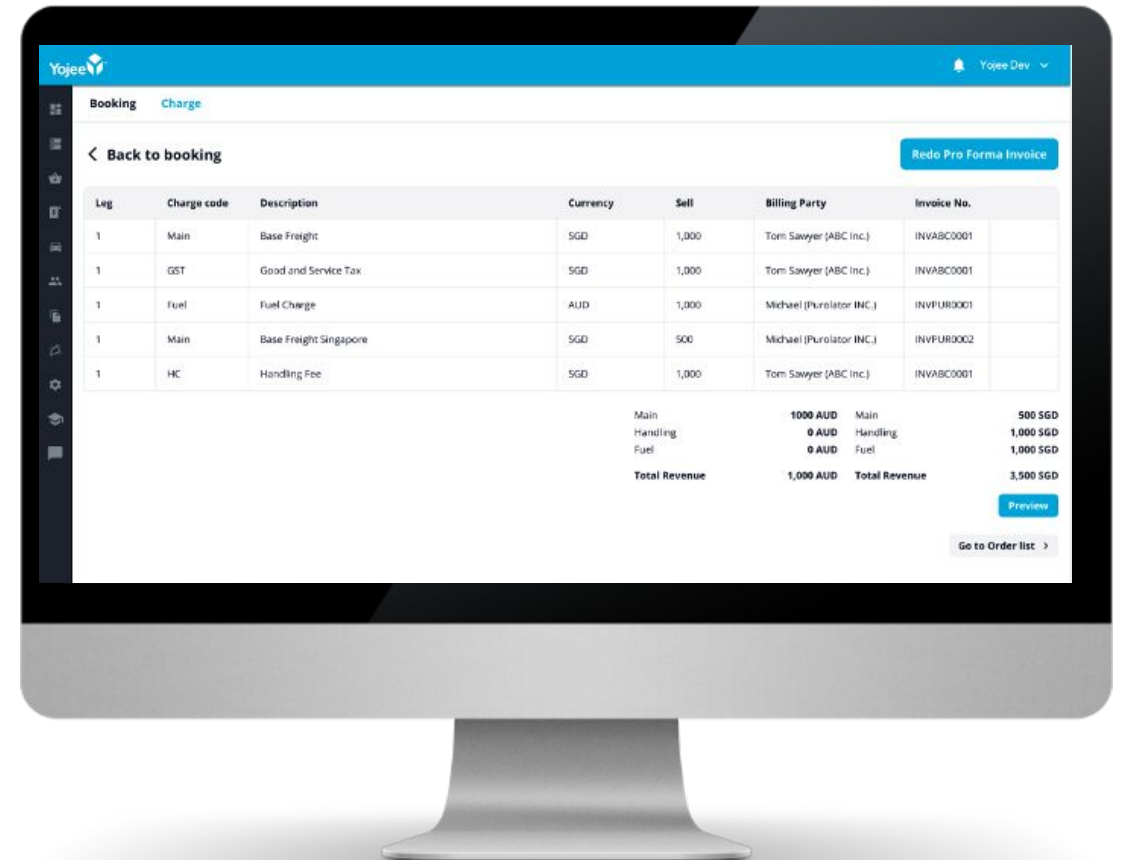 Yojee
Yojee Dev
Booking Charge
Back to booking
Redo Pro Forma Invoice
Leg Charge code Description Currency Sell Billing Party Invoice No.
1 Main Base Freight SGD 1,000 Tom Sawyer (ABC Inc.) INVABC0001
1 GST Good and Service Tax SGD 1,000 Tom Sawyer (ABC Inc.) INVABC0001
1 Fuel Fuel Charge AUD 1,000 Michael (Purolator INC.) INVPUR0001
1 Main Base Freight Singapore SGD 500 Michael (Purolator INC.) INVPUR0002
1 HC Handling Fee SGD 1,000 Tom Sawyer (ABC Inc.) INVABC0001
Main 1000 AUD Main 500 SGD
Handling 0 AUD Handling 1,000 SGD
Fuel 0 AUD Fuel 1,000 SGD
Total Revenue 1,000 AUD Total Revenue 3,500 SGD
Preview
Go to Order list